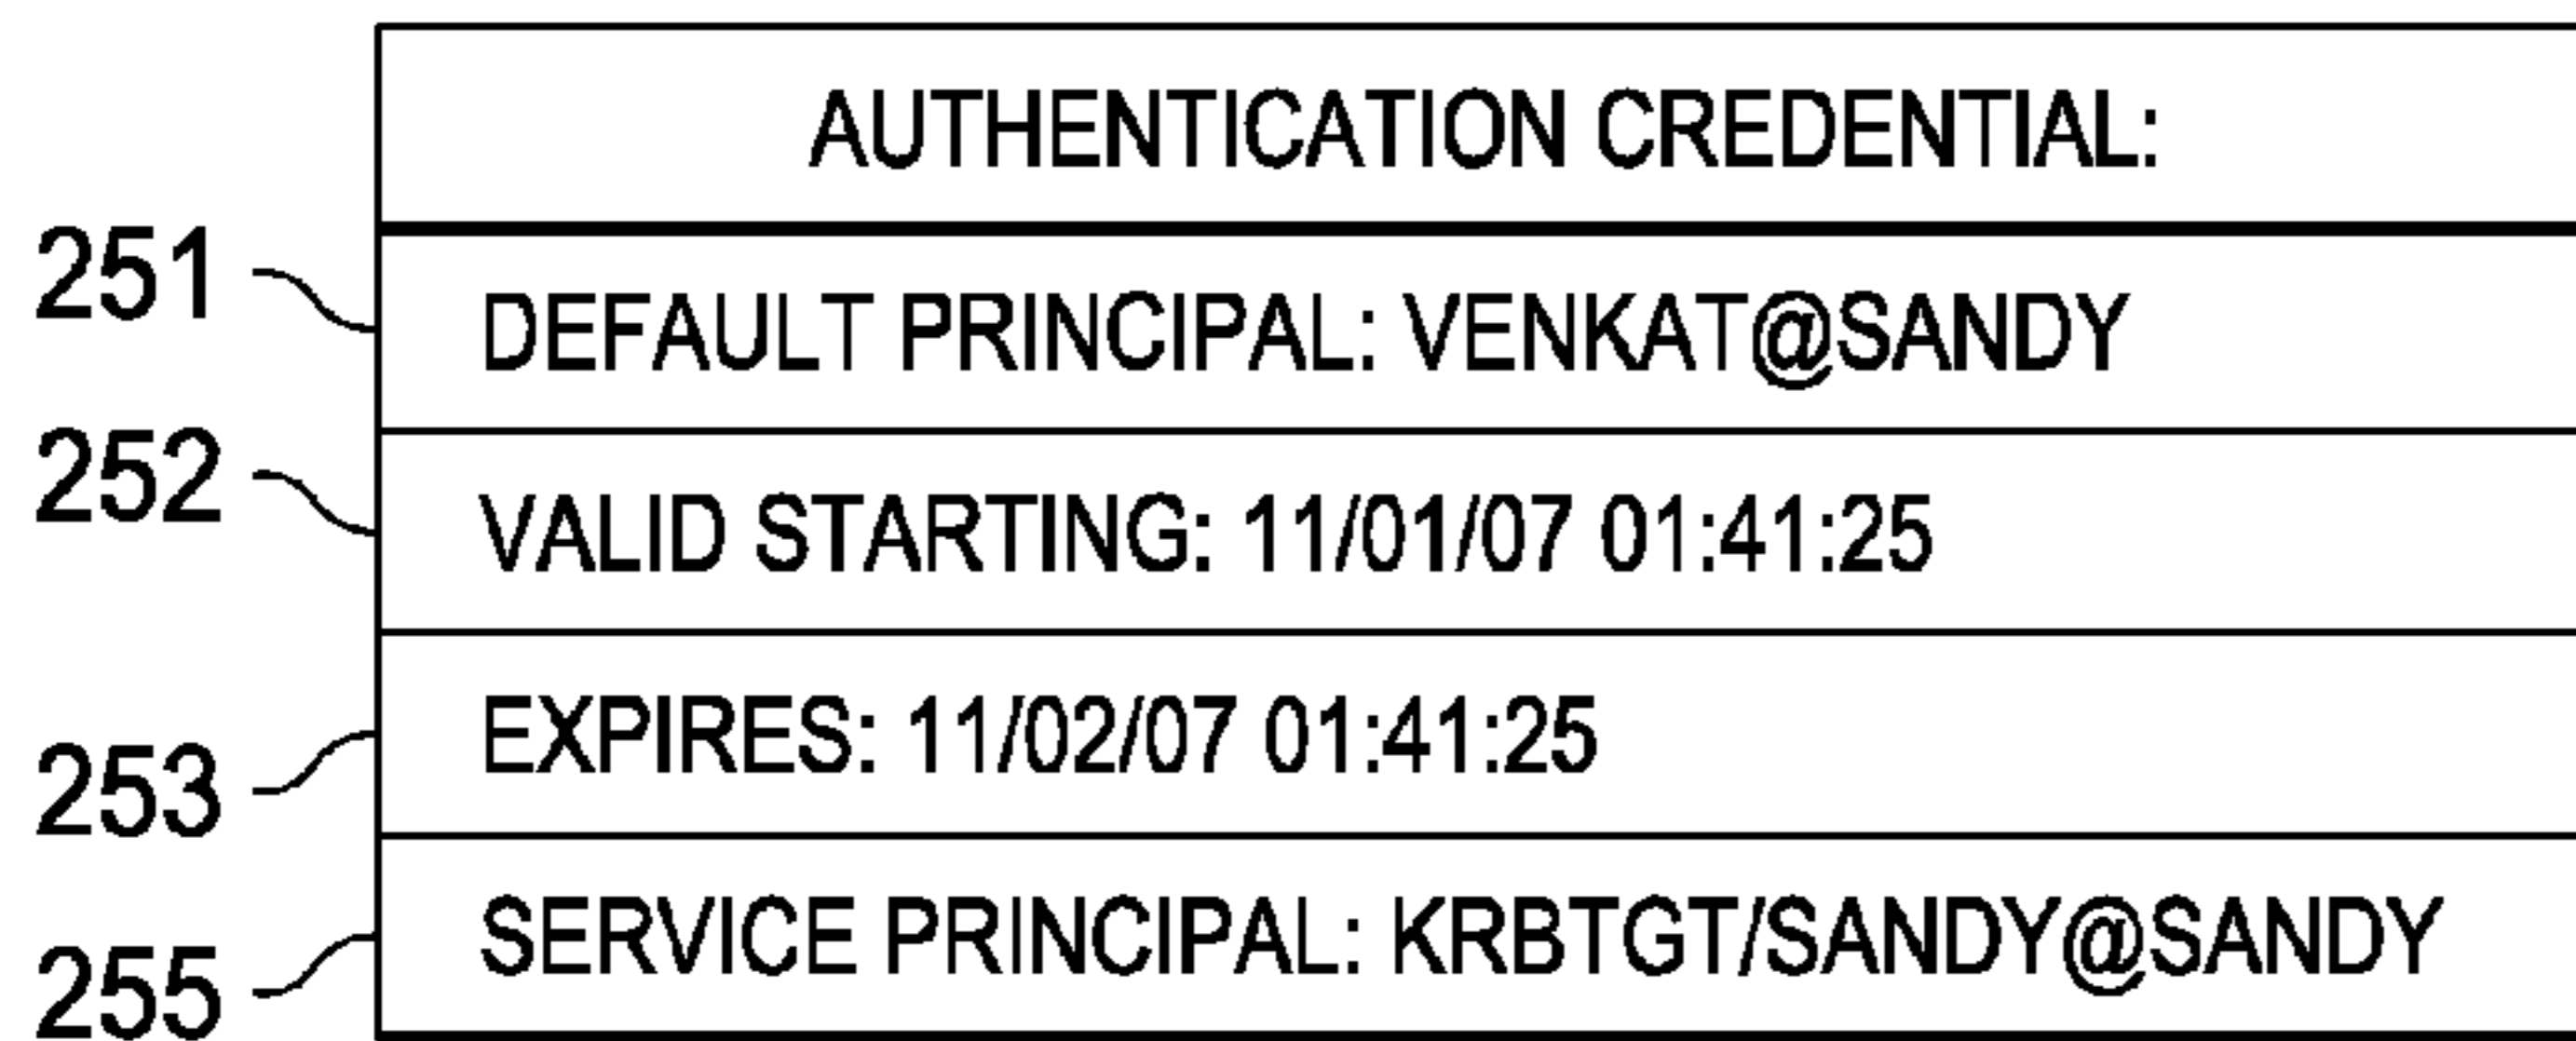 AUTHENTICATION CREDENTIAL:
251 DEFAULT PRINCIPAL: VENKAT@SANDY
252 VALID STARTING: 11/01/07 01:41:25
253 EXPIRES: 11/02/07 01:41:25
255 SERVICE PRINCIPAL: KRBTGT/SANDY@SANDY